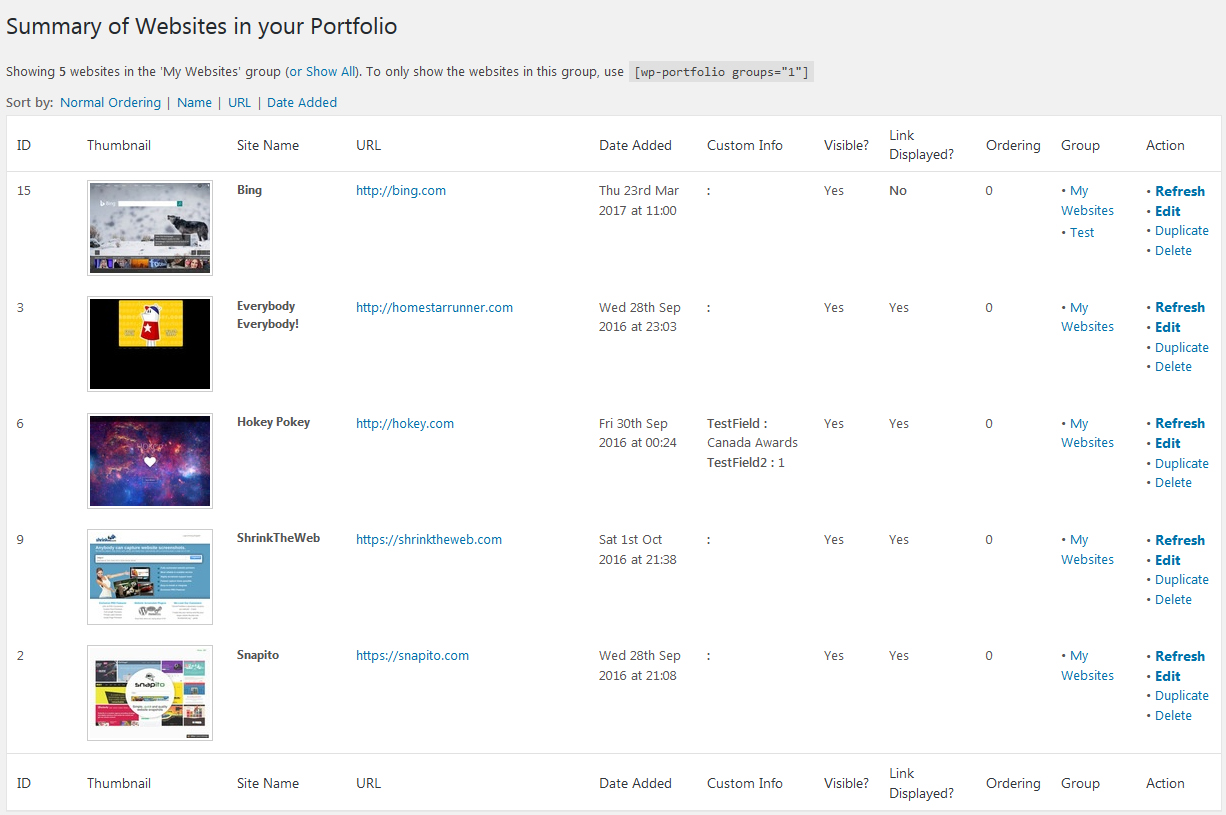 Summary of Websites in your Portfolio
Showing 5 websites in the 'My Websites' group (or Show All). To only show the websites in this group, use [wp-portfolio groups="1"]
Sort by: Normal Ordering | Name | URL | Date Added
ID Thumbnail Site Name URL Date Added Custom Info Visible? Link Displayed? Ordering Group Action
15 Bing http://bing.com Thu 23rd Mar : Yes No 0 • My • Refresh
2017 at 11:00 Websites • Edit
• Test • Duplicate
• Delete
3 Everybody http://homestarrunner.com Wed 28th Sep : Yes Yes 0 • My • Refresh
Everybody! 2016 at 23:03 Websites • Edit
• Duplicate
• Delete
6 Hokey Pokey http://hokey.com Fri 30th Sep TestField : Yes Yes 0 • My • Refresh
2016 at 00:24 Canada Awards Websites • Edit
TestField2 : 1 • Duplicate
• Delete
9 ShrinkTheWeb https://shrinktheweb.com Sat 1st Oct : Yes Yes 0 • My • Refresh
2016 at 21:38 Websites • Edit
• Duplicate
• Delete
Anybody can capture website screenshots.
2 Snapito https://snapito.com Wed 28th Sep : Yes Yes 0 • My • Refresh
2016 at 21:08 Websites • Edit
• Duplicate
• Delete
snapito
ID Thumbnail Site Name URL Date Added Custom Info Visible? Link Displayed? Ordering Group Action